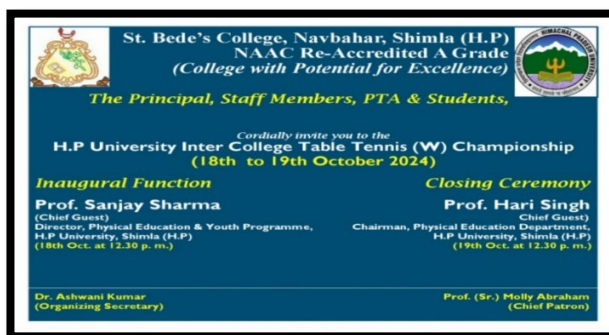 St. Bede's College, Navbahar, Shimla (H.P)
NAAC Re-Accredited A Grade
(College with Potential for Excellence)
The Principal, Staff Members, PTA & Students,
Cordially invite you to the
H.P University Inter College Table Tennis (W) Championship
(18th to 19th October 2024)
Inaugural Function
Prof. Sanjay Sharma
(Chief Guest)
Director, Physical Education & Youth Programme,
H.P University, Shimla (H.P)
(18th Oct. at 12.30 p. m.)
Closing Ceremony
Prof. Hari Singh
Chief Guest)
Chairman, Physical Education Department,
H.P University, Shimla (H.P)
(19th Oct. at 12.30 p. m.)
Dr. Ashwani Kumar
(Organizing Secretary)
Prof. (Sr.) Molly Abraham
(Chief Patron)